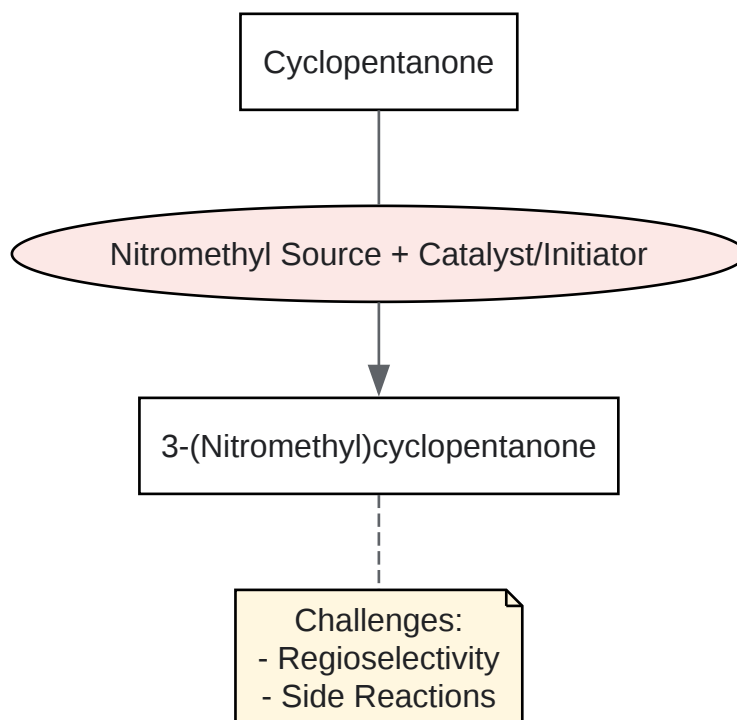 Cyclopentanone
Nitromethyl Source + Catalyst/Initiator
3-(Nitromethyl)cyclopentanone
Challenges:
- Regioselectivity
- Side Reactions